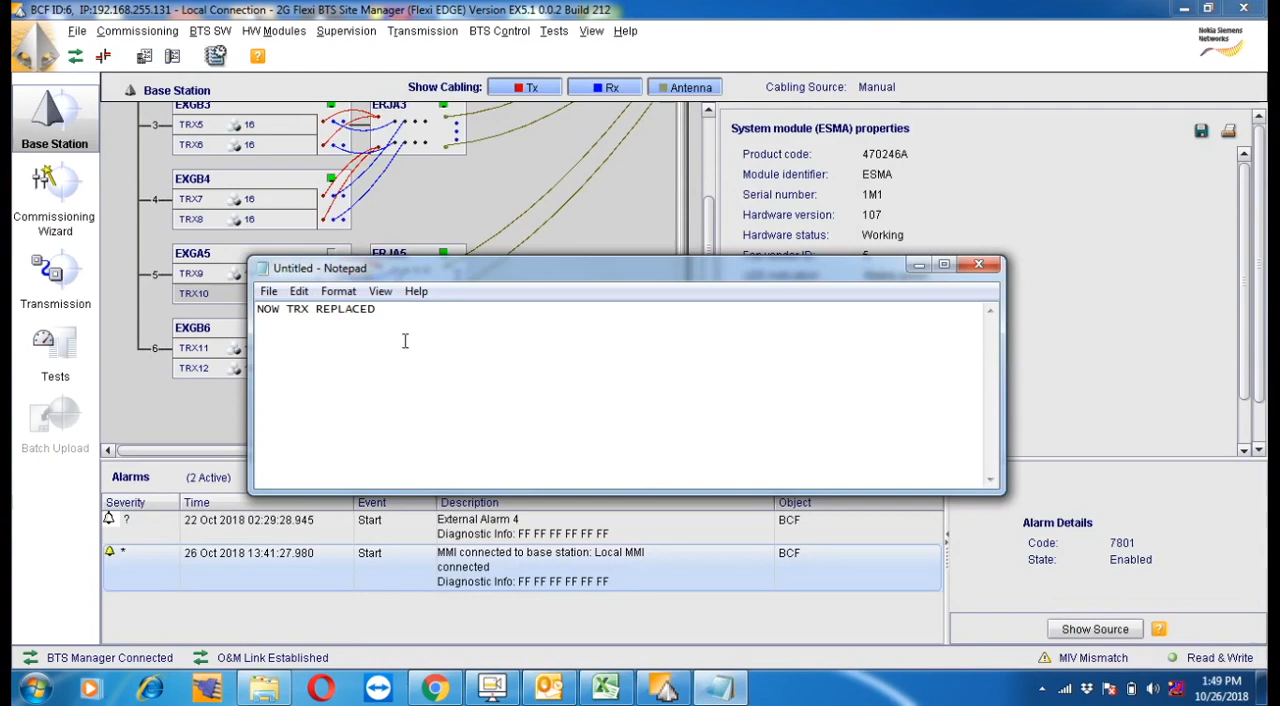 BCF ID:6, IP:192.168.255.131 - Local Connection - 2G Flexi BTS Site Manager (Flexi EDGE) Version EX5.1 0.0.2 Build 212
File Commissioning BTS SW HW Modules Supervision Transmission BTS Control Tests View Help
Nokia Siemens
Networks
Base Station
Show Cabling: Tx Rx Antenna Cabling Source: Manual
Base Station
Commissioning
Wizard
Transmission
Tests
Batch Upload
EXGB3 ERJA3
3 TRX5 16
TRX6 16
EXGB4
4 TRX7 16
TRX8 16
EXGA5 ERJA5
5 TRX9
TRX10
EXGB6
6 TRX11
TRX12
System module (ESMA) properties
Product code: 470246A
Module identifier: ESMA
Serial number: 1M1
Hardware version: 107
Hardware status: Working
Untitled - Notepad
File Edit Format View Help
NOW TRX REPLACED
Alarms (2 Active)
Severity Time Event Description Object
? 22 Oct 2018 02:29:28.945 Start External Alarm 4 BCF
Diagnostic Info: FF FF FF FF FF FF
* 26 Oct 2018 13:41:27.980 Start MMI connected to base station: Local MMI BCF
connected
Diagnostic Info: FF FF FF FF FF FF
Alarm Details
Code: 7801
State: Enabled
Show Source ?
BTS Manager Connected O&M Link Established MIV Mismatch Read & Write
1:49 PM
10/26/2018